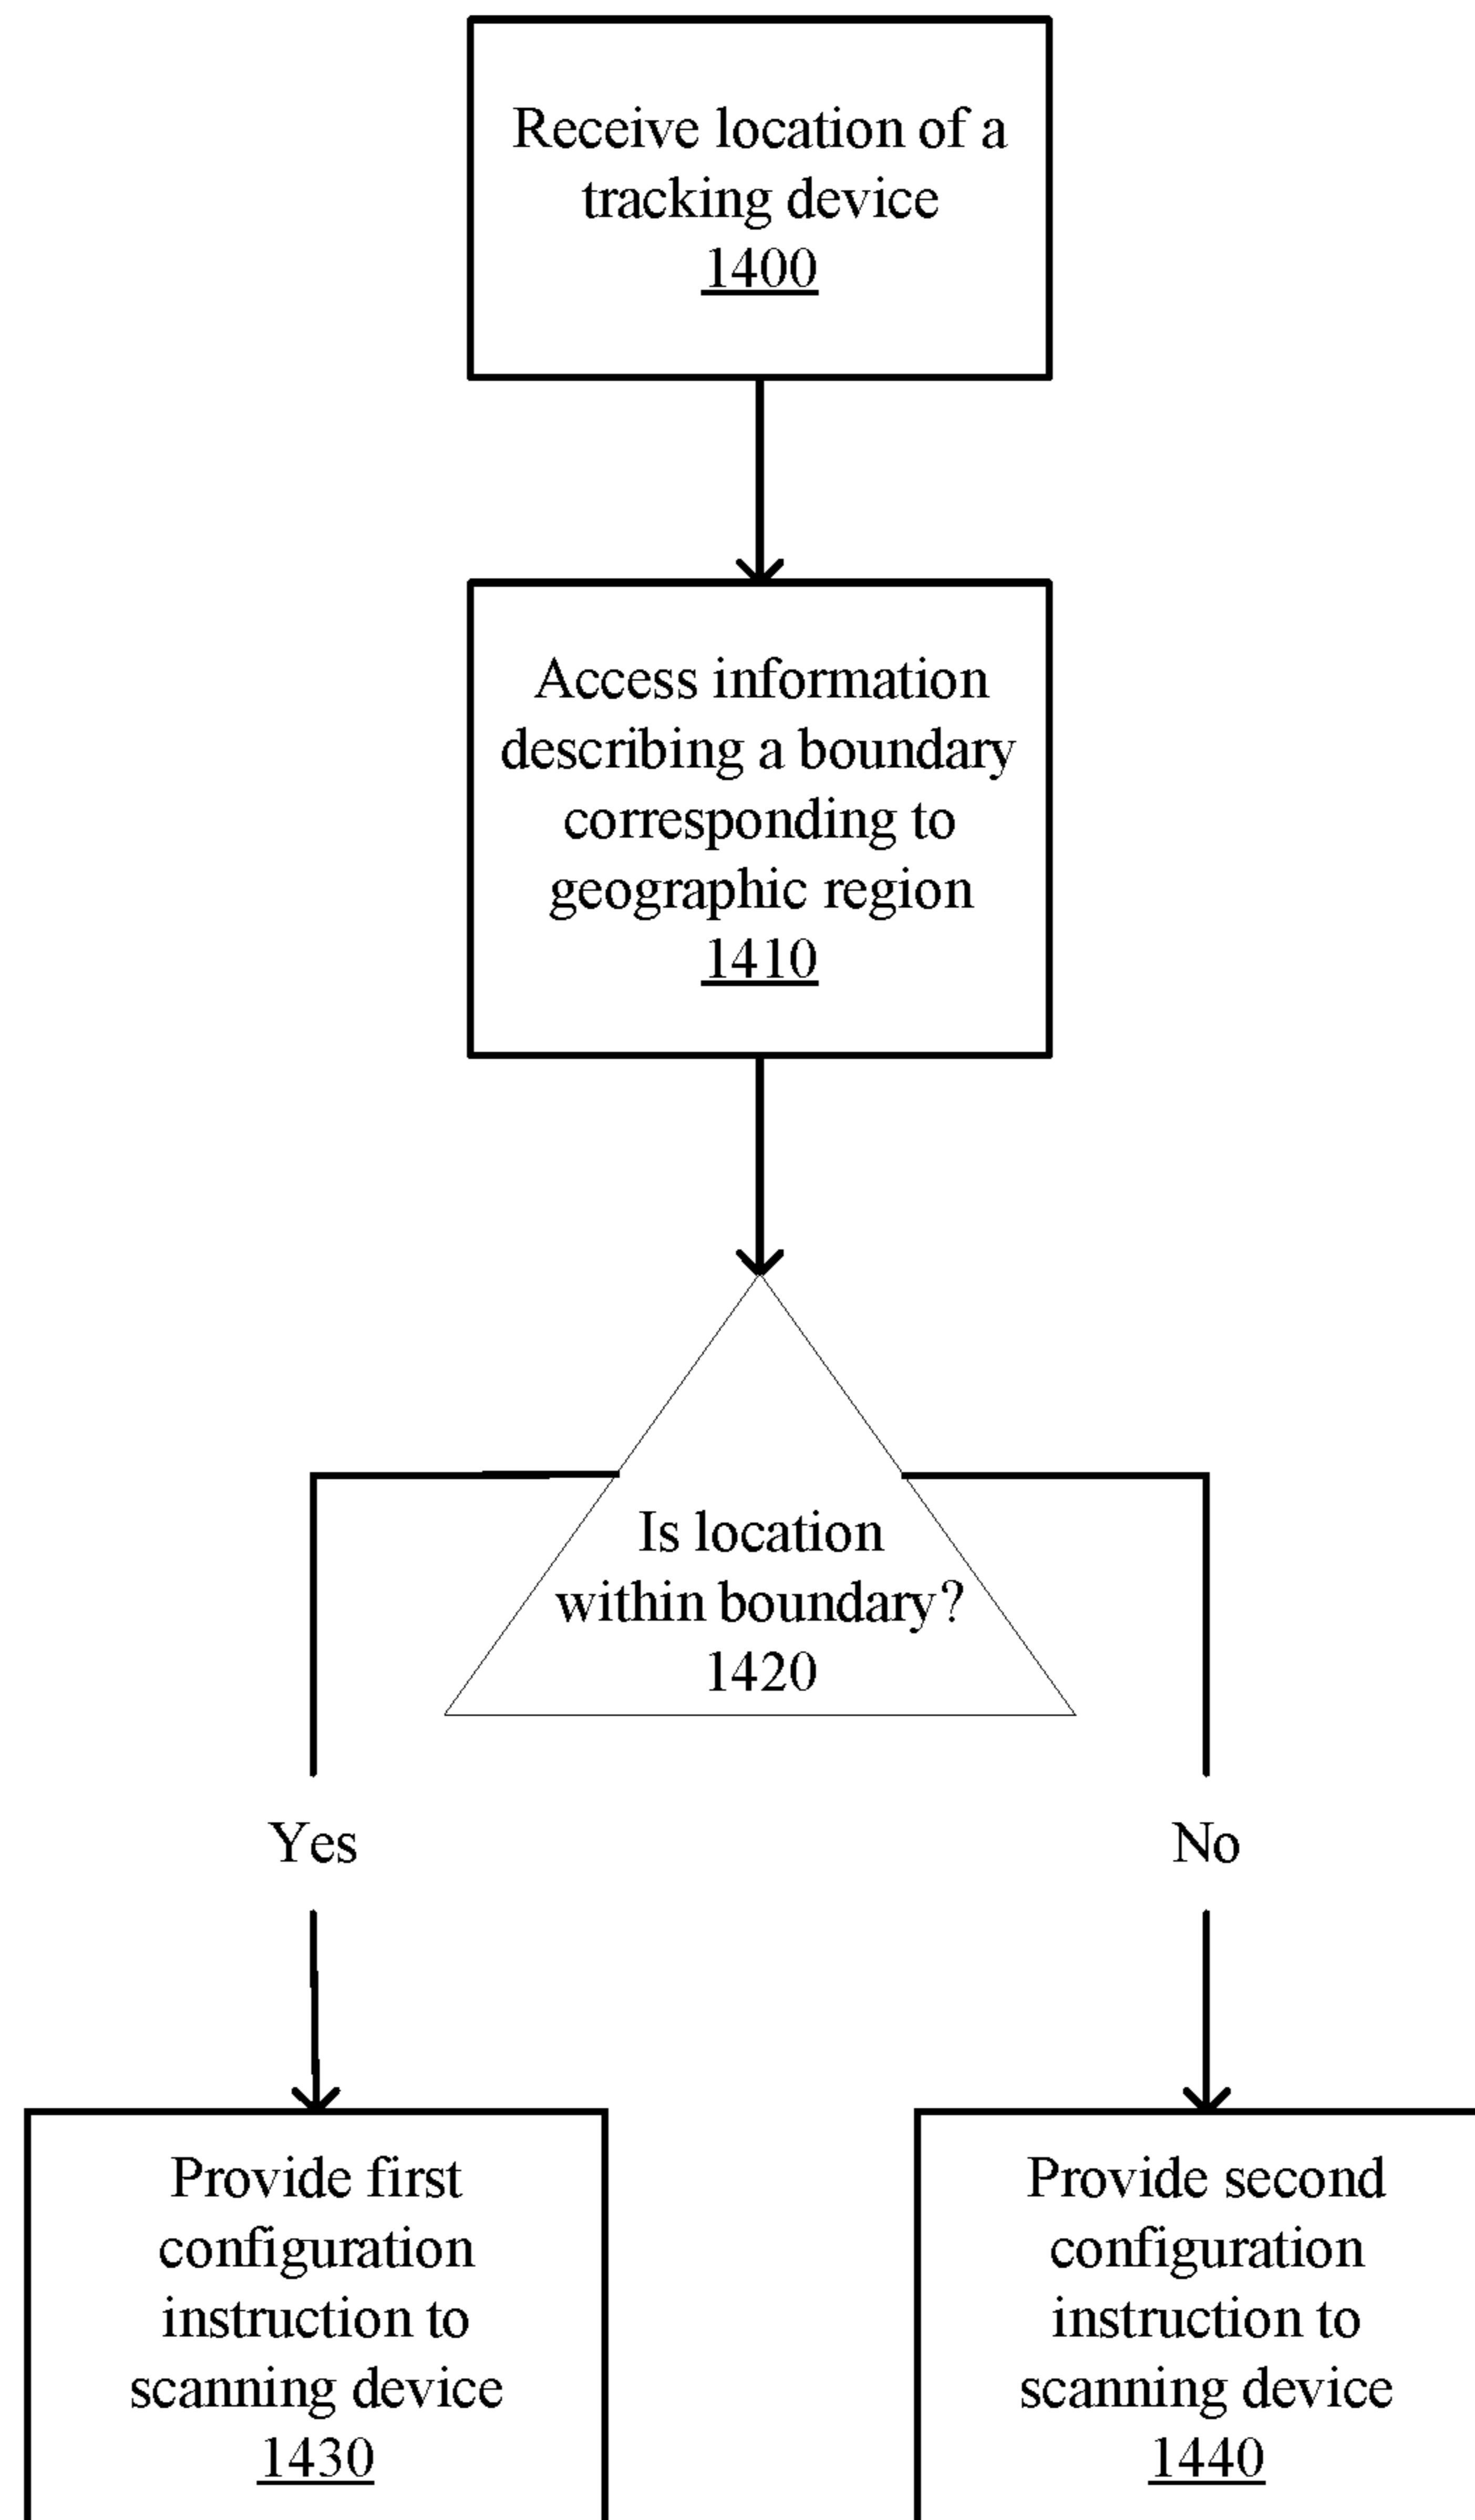 Receive location of a
tracking device
1400
Access information
describing a boundary
corresponding to
geographic region
1410
Is location
within boundary?
1420
Yes
No
Provide first
configuration
instruction to
scanning device
1430
Provide second
configuration
instruction to
scanning device
1440